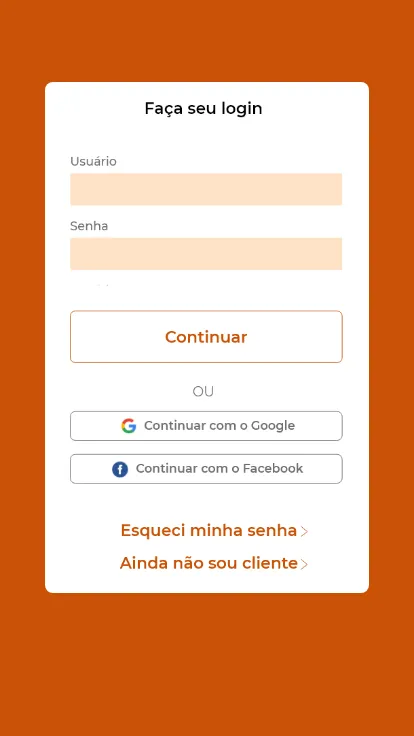 Faça seu login
Usuário
Senha
Continuar
OU
Continuar com o Google
Continuar com o Facebook
Esqueci minha senha
Ainda não sou cliente